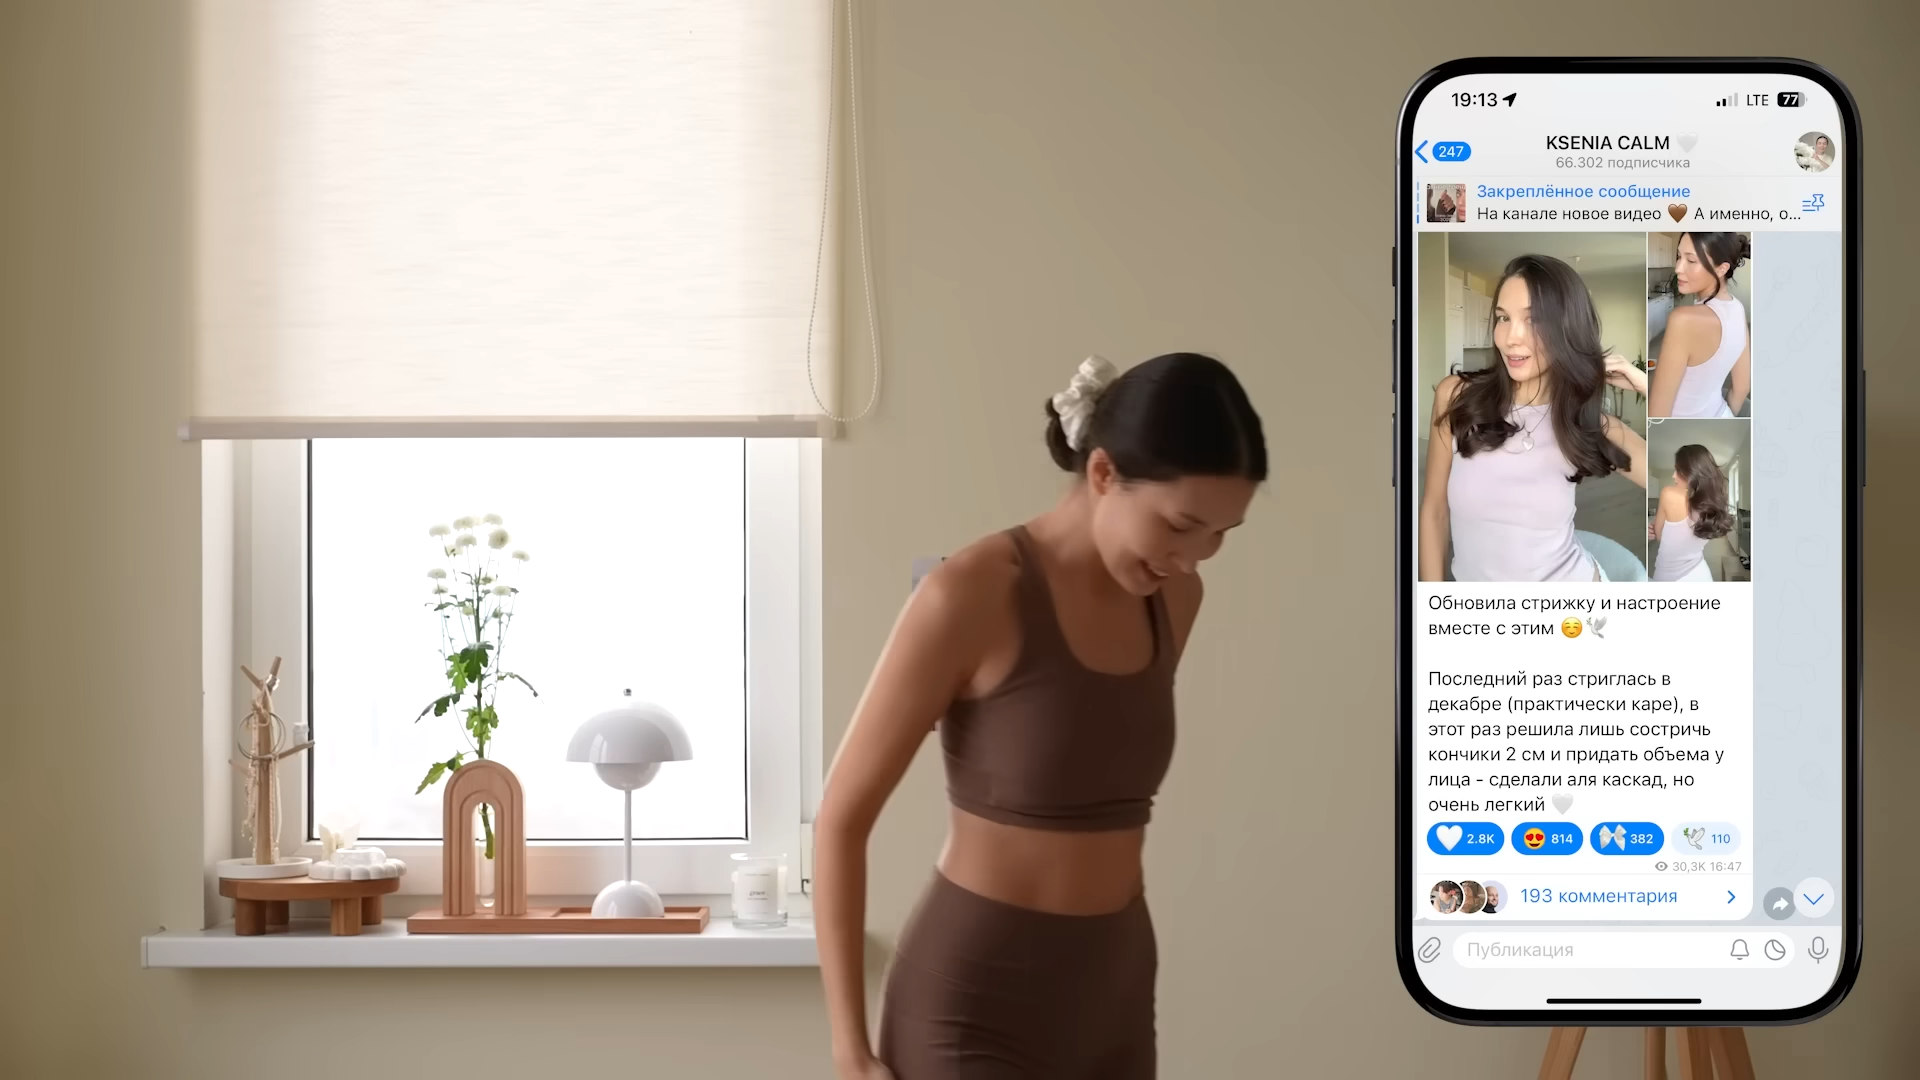 19:13
LTE
77
247
KSENIA CALM 🤍
66.302 подписчика
Закреплённое сообщение
На канале новое видео 🤎 А именно, о...
Обновила стрижку и настроение
вместе с этим ☺️🕊
Последний раз стриглась в
декабре (практически каре), в
этот раз решила лишь состричь
кончики 2 см и придать объема у
лица - сделали аля каскад, но
очень легкий 🤍
2.8K
814
382
110
30,3K 16:47
193 комментария
Публикация